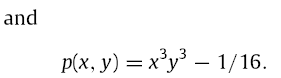 and
p(x, y) = x³y³ − 1/16.